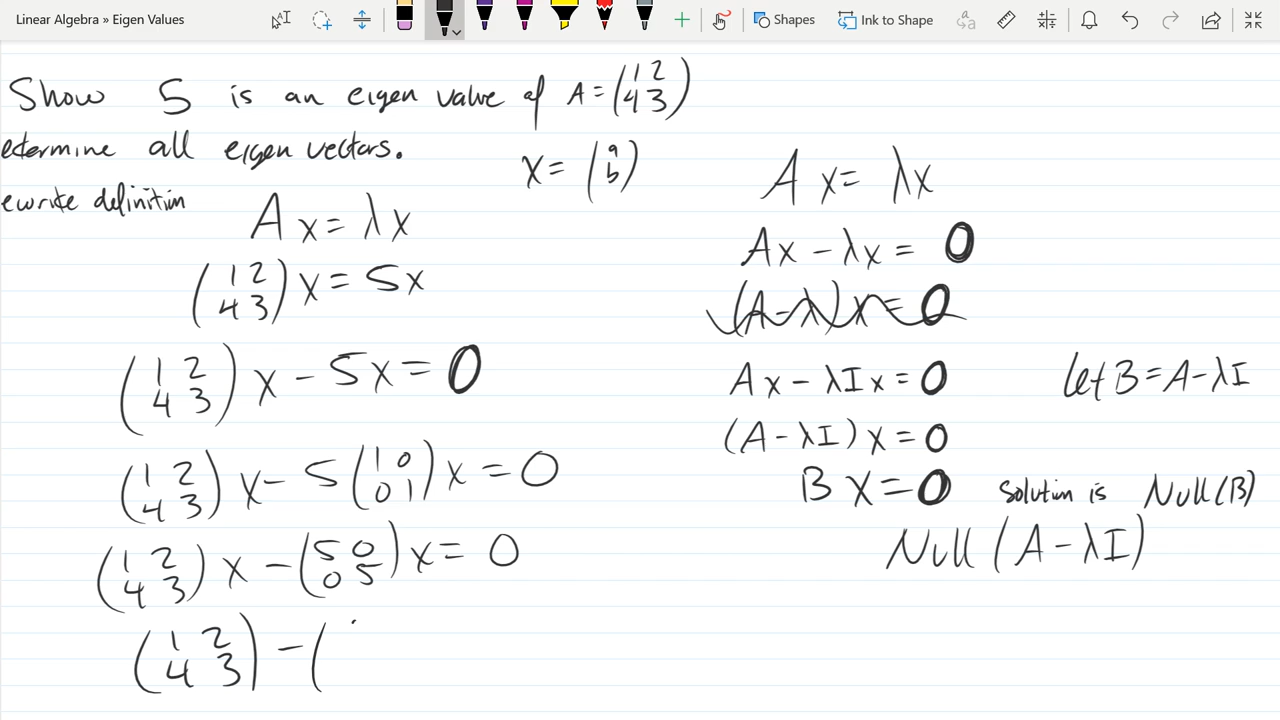 Linear Algebra » Eigen Values
Shapes
Ink to Shape
Show 5 is an eigen value of A = (1 2
4 3)
etermine all eigen vectors.
x = (a
b)
ewrite definition
Ax = λx
(1 2
4 3) x = 5x
(1 2
4 3) x - 5x = 0
(1 2
4 3) x - 5 (1 0
0 1) x = 0
(1 2
4 3) x - (5 0
0 5) x = 0
(1 2
4 3) - (
Ax = λx
Ax - λx = 0
(A-λ)x = 0
Ax - λIx = 0
let B = A - λI
(A - λI) x = 0
Bx = 0 solution is Null(B)
Null (A - λI)